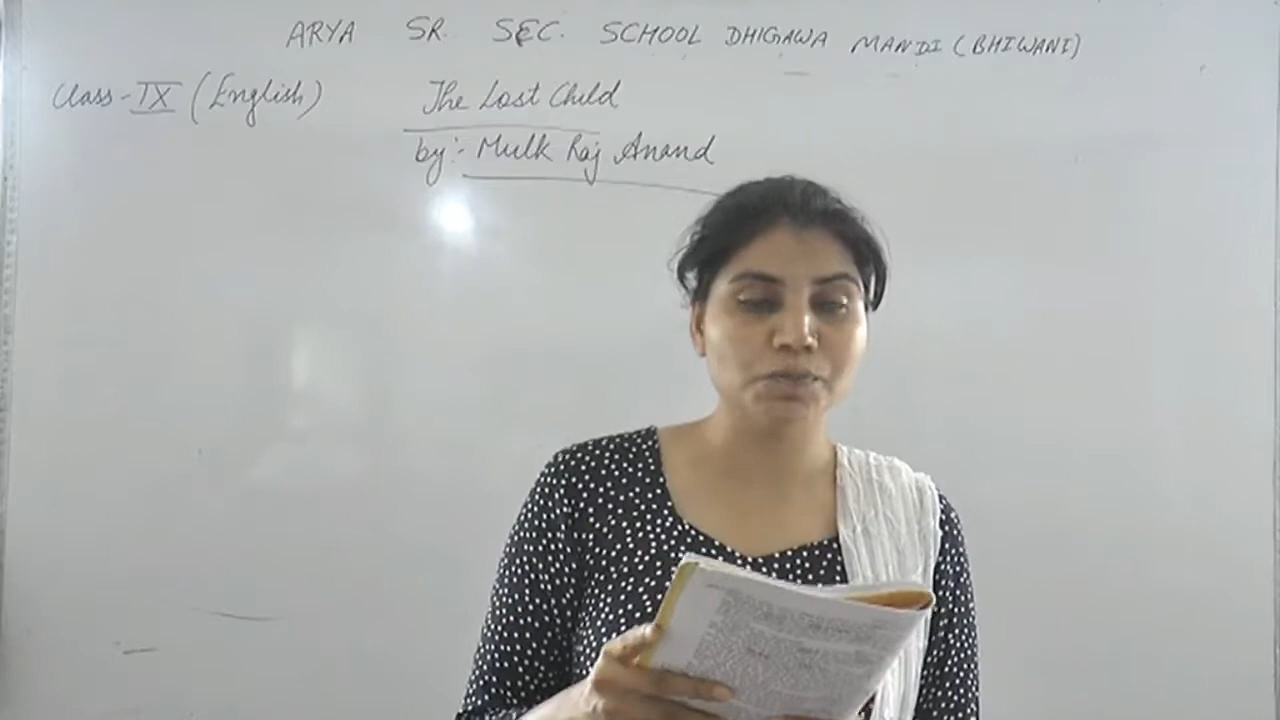 ARYA SR. SEC. SCHOOL DHIGAWA MANDI (BHIWANI)
Class-IX (English)
The Lost Child
by:- Mulk Raj Anand